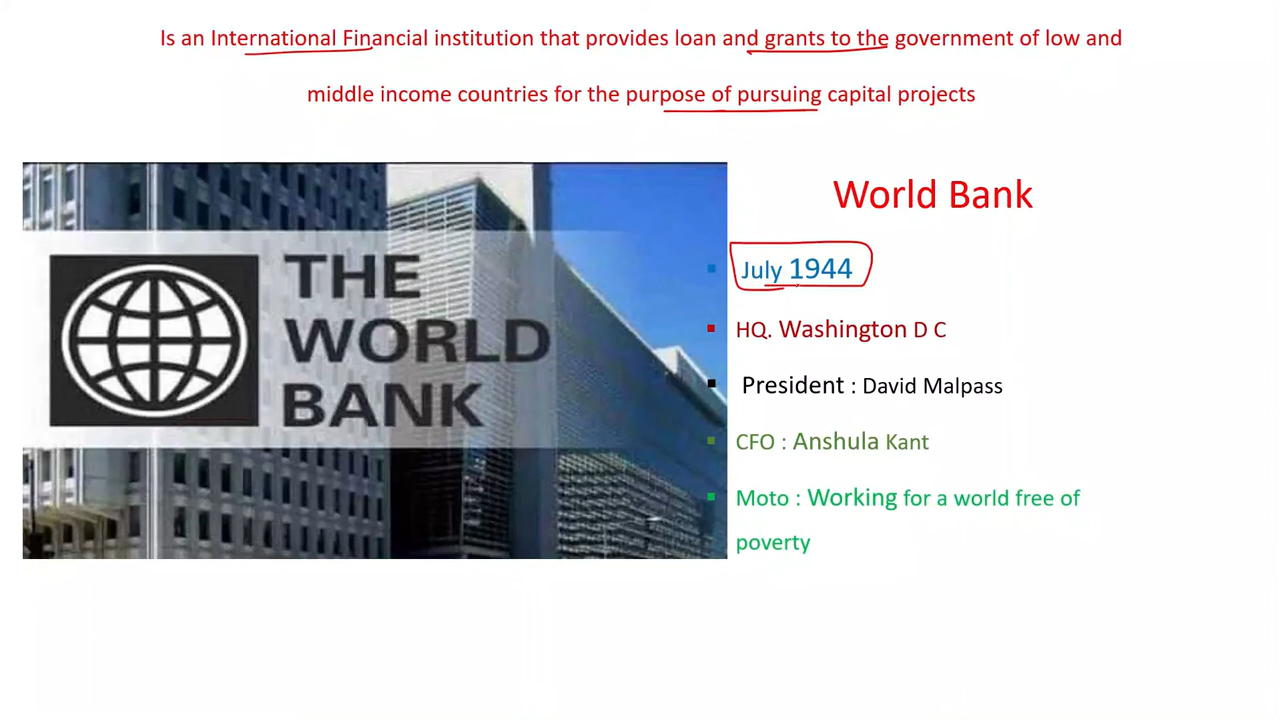 Is an International Financial institution that provides loan and grants to the government of low and
middle income countries for the purpose of pursuing capital projects
THE
WORLD
BANK
World Bank
July 1944
HQ. Washington D C
President : David Malpass
CFO : Anshula Kant
Moto : Working for a world free of
poverty